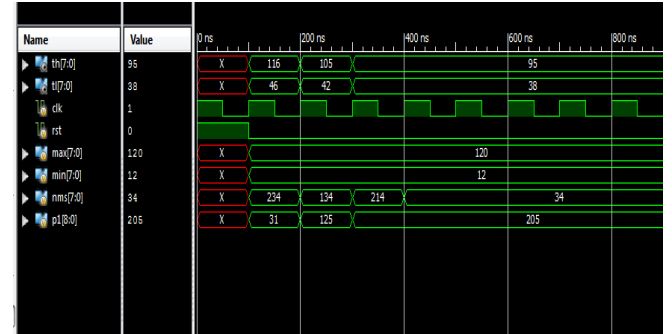 Name Value 0 ns 200 ns 400 ns 600 ns 800 ns
th[7:0] 95 X 116 105 95
tl[7:0] 38 X 46 42 38
clk 1
rst 0
max[7:0] 120 X 120
min[7:0] 12 X 12
nms[7:0] 34 X 234 134 214 34
p1[8:0] 205 X 31 125 205